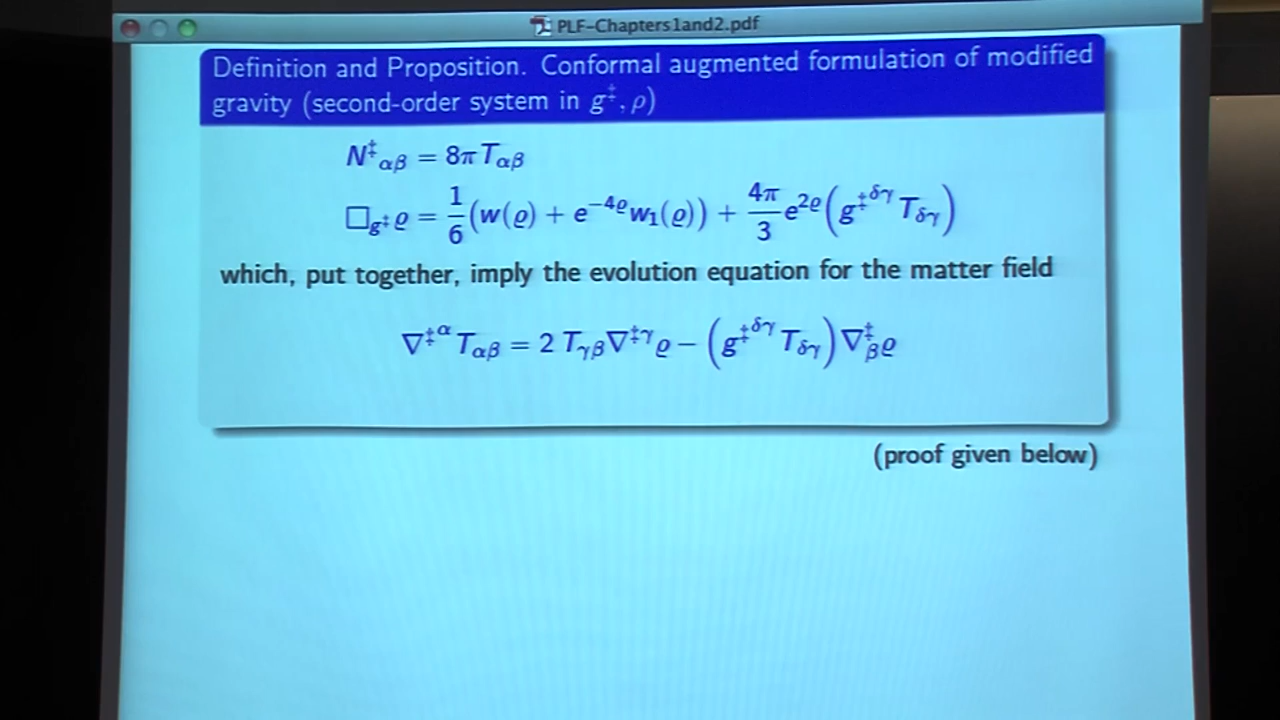 PLF-Chapters1and2.pdf
Definition and Proposition. Conformal augmented formulation of modified
gravity (second-order system in g‡, ρ)
N‡αβ = 8πTαβ
□g‡ϱ = 1/6 (w(ϱ) + e^−4ϱ w1(ϱ)) + 4π/3 e^2ϱ (g‡^δγ Tδγ)
which, put together, imply the evolution equation for the matter field
∇‡^α Tαβ = 2 Tγβ∇‡^γ ϱ − (g‡^δγ Tδγ) ∇‡β ϱ
(proof given below)